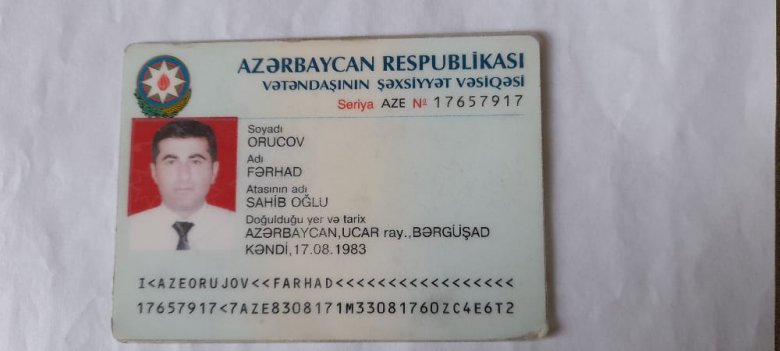 AZƏRBAYCAN RESPUBLİKASI
VƏTƏNDAŞININ ŞƏXSİYYƏT VƏSİQƏSİ
Seriya AZE № 17657917
Soyadı
ORUCOV
Adı
FƏRHAD
Atasının adı
SAHİB OĞLU
Doğulduğu yer və tarix
AZƏRBAYCAN,UCAR ray.,BƏRGÜŞAD
KƏNDİ,17.08.1983
I<AZEORUJOV<<FARHAD<<<<<<<<<<<<<<<<<
17657917<7AZE8308171M3308176OZC4E6T2